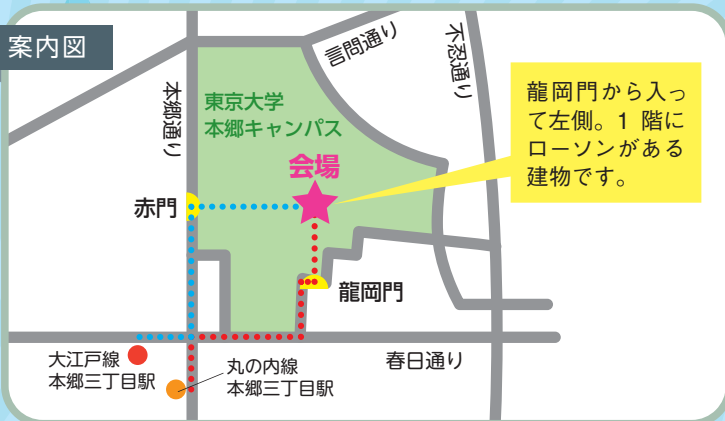 案内図
言問通り
不忍通り
本郷通り
東京大学
本郷キャンパス
会場
龍岡門から入っ
て左側。1 階に
ローソンがある
建物です。
赤門
龍岡門
大江戸線
本郷三丁目駅
丸の内線
本郷三丁目駅
春日通り